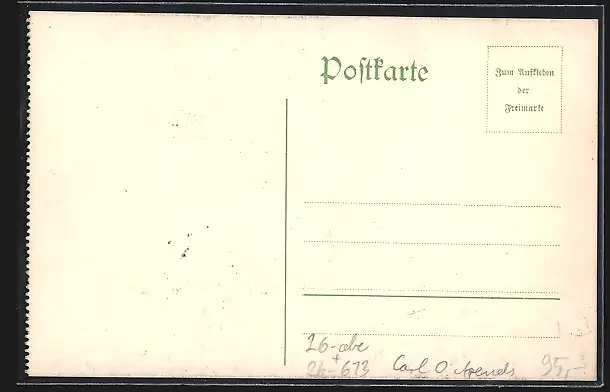 Postkarte
Zum Aufkleben
der
Freimarke
26-abe
+
26-673 Carl O. Arends 95,-